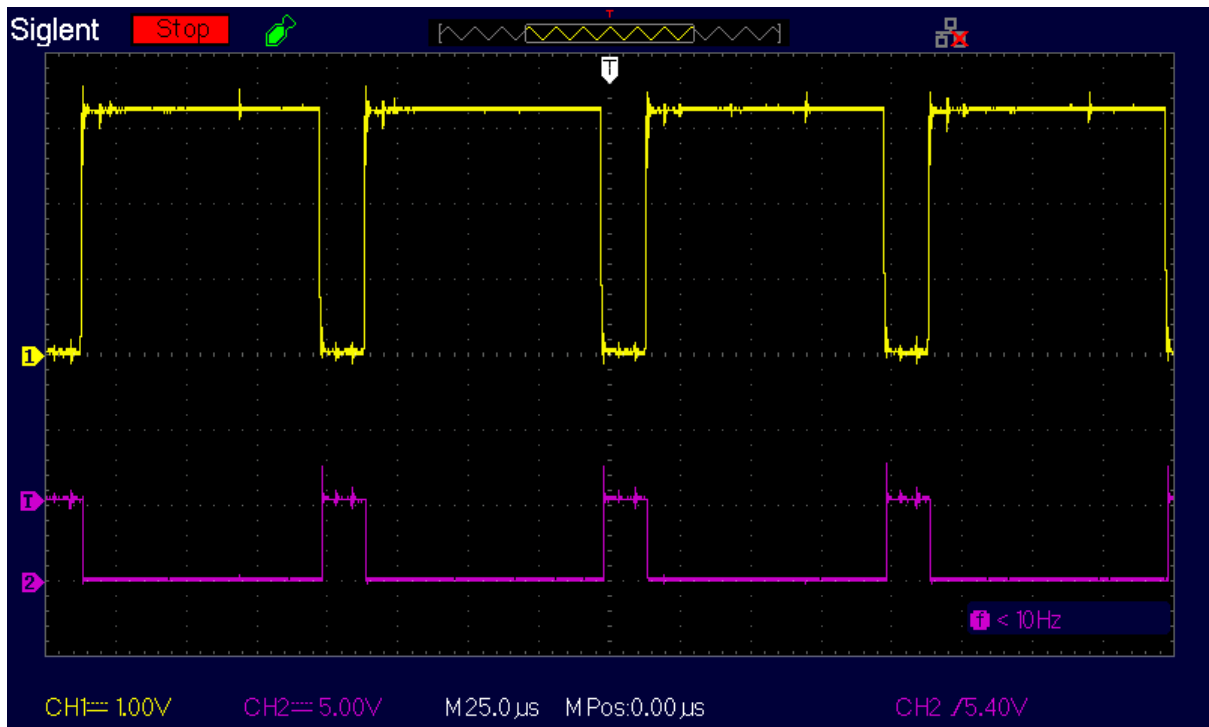 Siglent Stop
T
T
1
T
2
f < 10Hz
CH1 1.00V CH2 5.00V M 25.0µs M Pos:0.00µs CH2 /5.40V